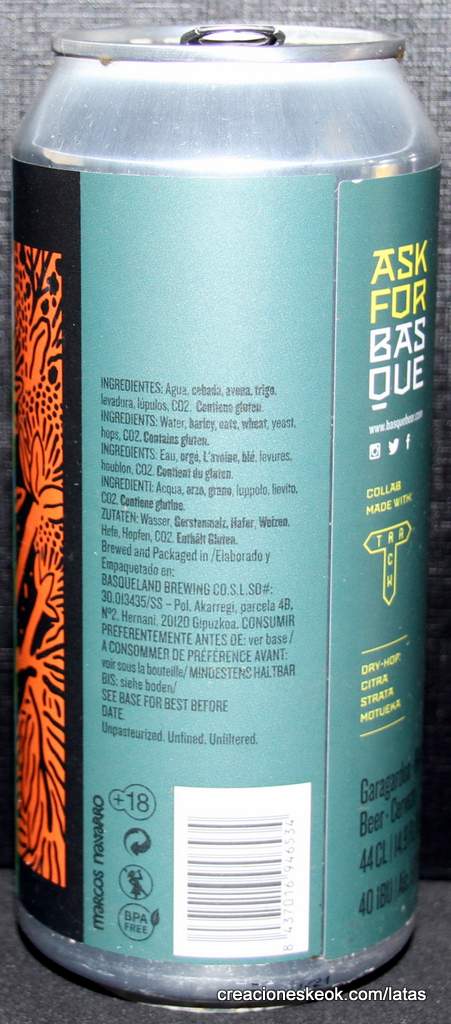 INGREDIENTES: Agua, cebada, avena, trigo,
levadura, lúpulos, CO2. Contiene gluten.
INGREDIENTS: Water, barley, oats, wheat, yeast,
hops, CO2. Contains gluten.
INGREDIENTS: Eau, orge, L'avoine, blé, levures,
houblon, CO2. Contient du gluten.
INGREDIENTI: Acqua, orzo, grano, luppolo, lievito,
CO2. Contiene glutine.
ZUTATEN: Wasser, Gerstenmalz, Hafer, Weizen,
Hefe, Hopfen, CO2. Enthält Gluten.
Brewed and Packaged in /Elaborado y
Empaquetado en:
BASQUELAND BREWING CO.S.L.SD#:
30.013435/SS – Pol. Akarregi, parcela 4B,
Nº2. Hernani, 20120 Gipuzkoa. CONSUMIR
PREFERENTEMENTE ANTES DE: ver base /
A CONSOMMER DE PRÉFÉRENCE AVANT:
voir sous la bouteille/ MINDESTENS HALTBAR
BIS: siehe boden/
SEE BASE FOR BEST BEFORE
DATE.
Unpasteurized. Unfined. Unfiltered.
MARCOS NAVARRO
+18
BPA
FREE
8 437016 946534
ASK
FOR
BAS
QUE
www.basquebeer.com
COLLAB
MADE WITH:
TRACK
DRY-HOP:
CITRA
STRATA
MOTUEKA
Beer ·
44 CL |
40 IBU |
creacioneskeok.com/latas